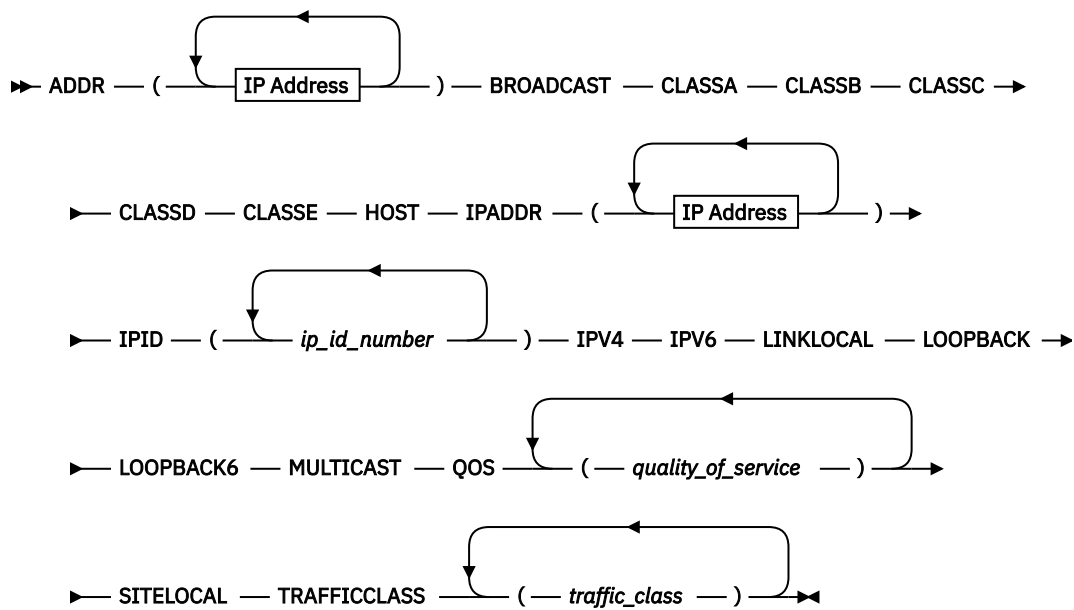 ADDR ( IP Address ) BROADCAST CLASSA CLASSB CLASSC
CLASSD CLASSE HOST IPADDR ( IP Address )
IPID ( ip_id_number ) IPV4 IPV6 LINKLOCAL LOOPBACK
LOOPBACK6 MULTICAST QOS ( quality_of_service )
SITELOCAL TRAFFICCLASS ( traffic_class )